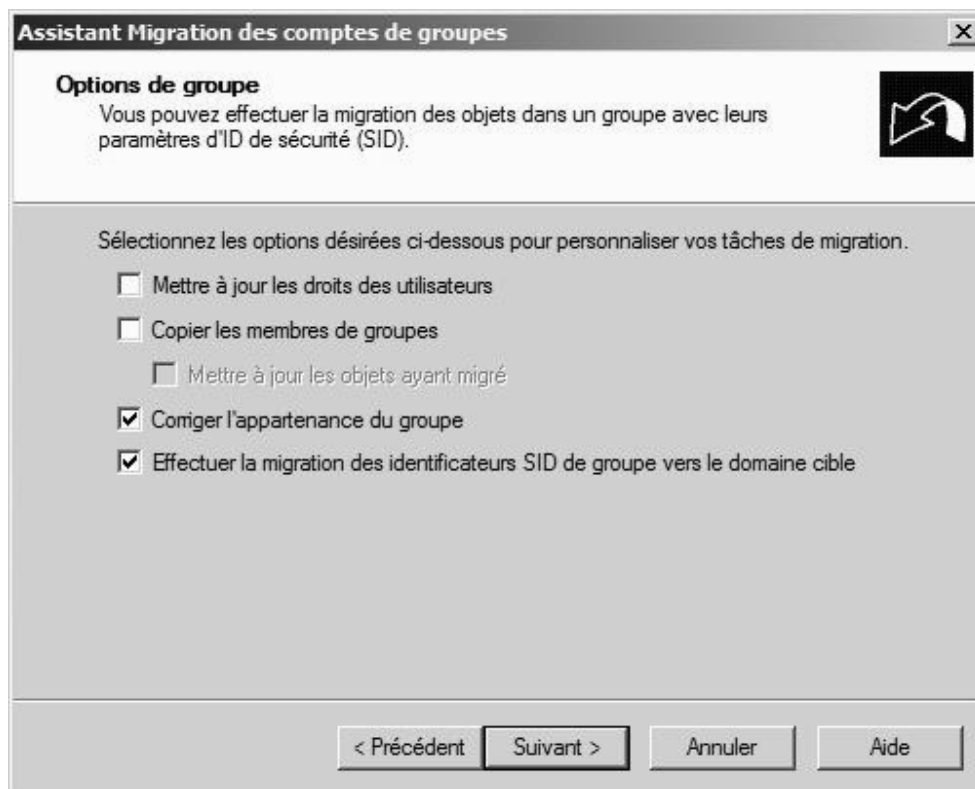 Assistant Migration des comptes de groupes
Options de groupe
Vous pouvez effectuer la migration des objets dans un groupe avec leurs
paramètres d'ID de sécurité (SID).
Sélectionnez les options désirées ci-dessous pour personnaliser vos tâches de migration.
Mettre à jour les droits des utilisateurs
Copier les membres de groupes
Mettre à jour les objets ayant migré
Corriger l'appartenance du groupe
Effectuer la migration des identificateurs SID de groupe vers le domaine cible
< Précédent
Suivant >
Annuler
Aide